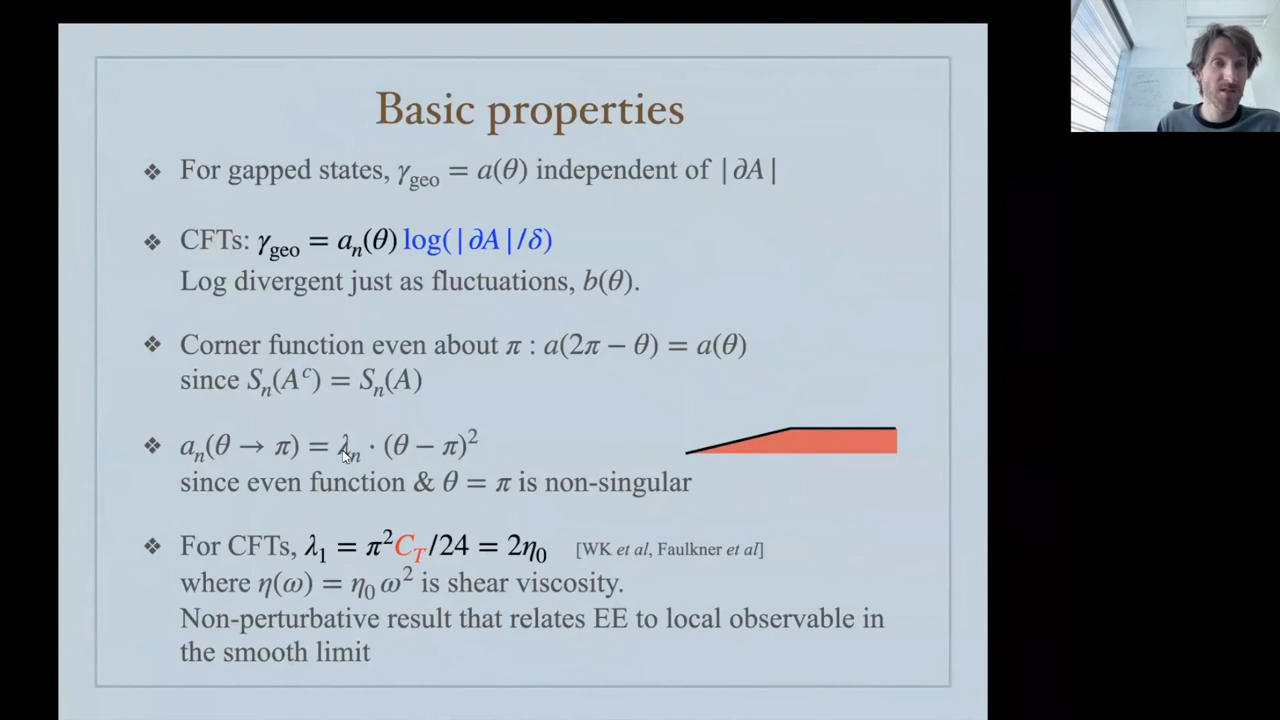 Basic properties
❖ For gapped states, γ_geo = a(θ) independent of |∂A|
❖ CFTs: γ_geo = a_n(θ) log(|∂A|/δ)
Log divergent just as fluctuations, b(θ).
❖ Corner function even about π : a(2π − θ) = a(θ)
since S_n(A^c) = S_n(A)
❖ a_n(θ → π) = λ_n · (θ − π)^2
since even function & θ = π is non-singular
❖ For CFTs, λ_1 = π^2 C_T/24 = 2η_0 [WK et al, Faulkner et al]
where η(ω) = η_0 ω^2 is shear viscosity.
Non-perturbative result that relates EE to local observable in
the smooth limit